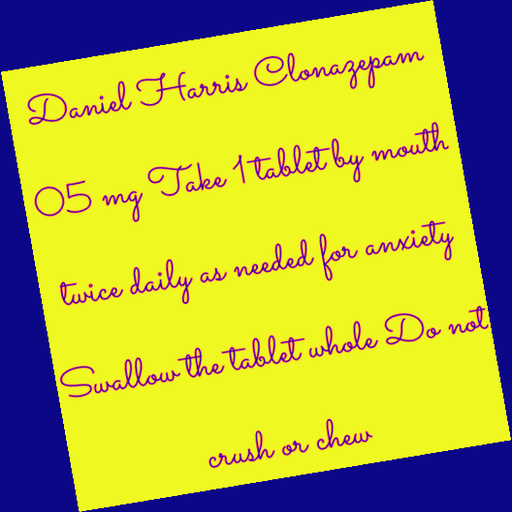 Daniel Harris Clonazepam
05 mg Take 1 tablet by mouth
twice daily as needed for anxiety
Swallow the tablet whole Do not
crush or chew